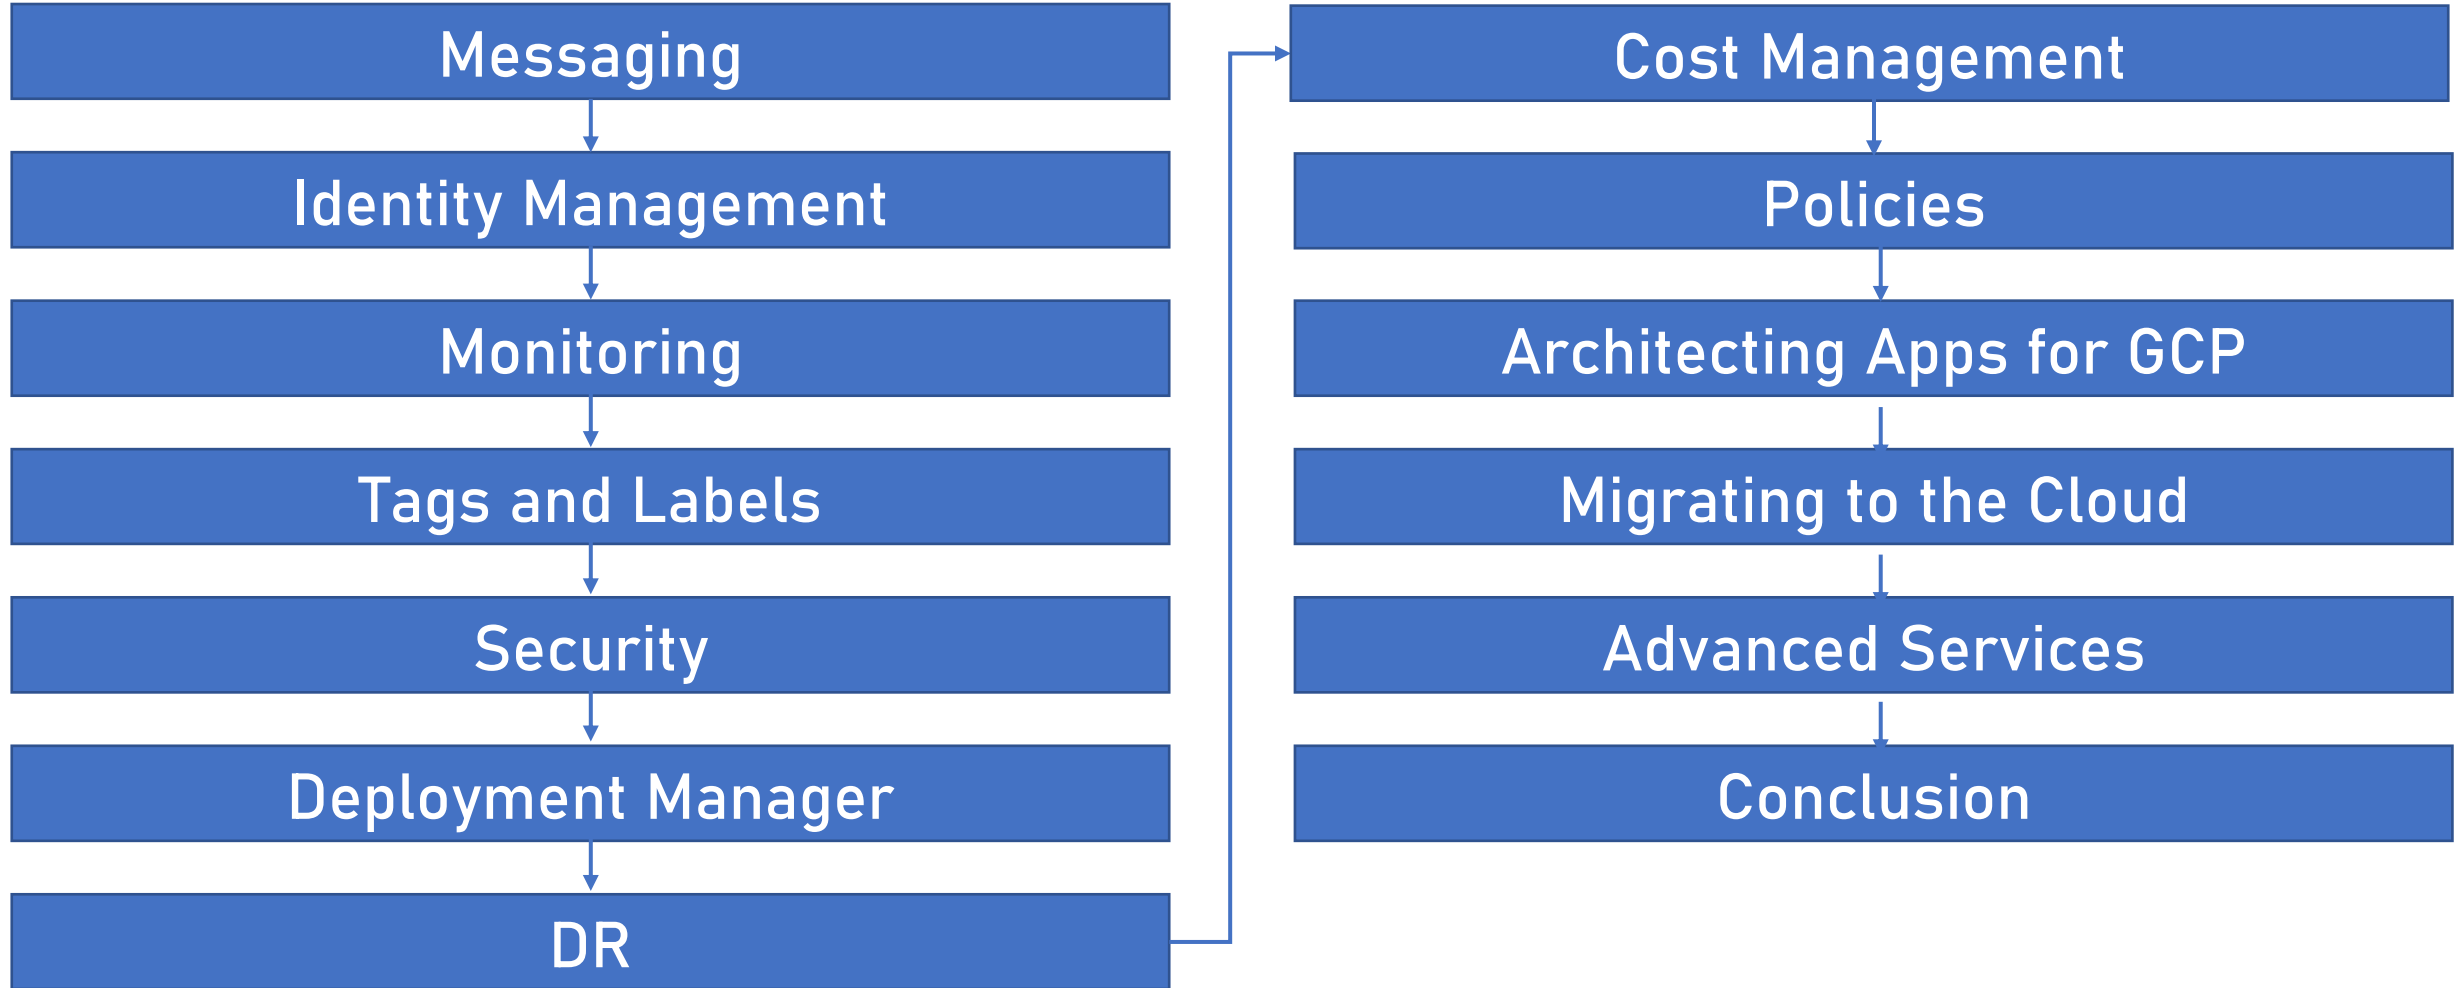 Messaging
Identity Management
Monitoring
Tags and Labels
Security
Deployment Manager
DR
Cost Management
Policies
Architecting Apps for GCP
Migrating to the Cloud
Advanced Services
Conclusion